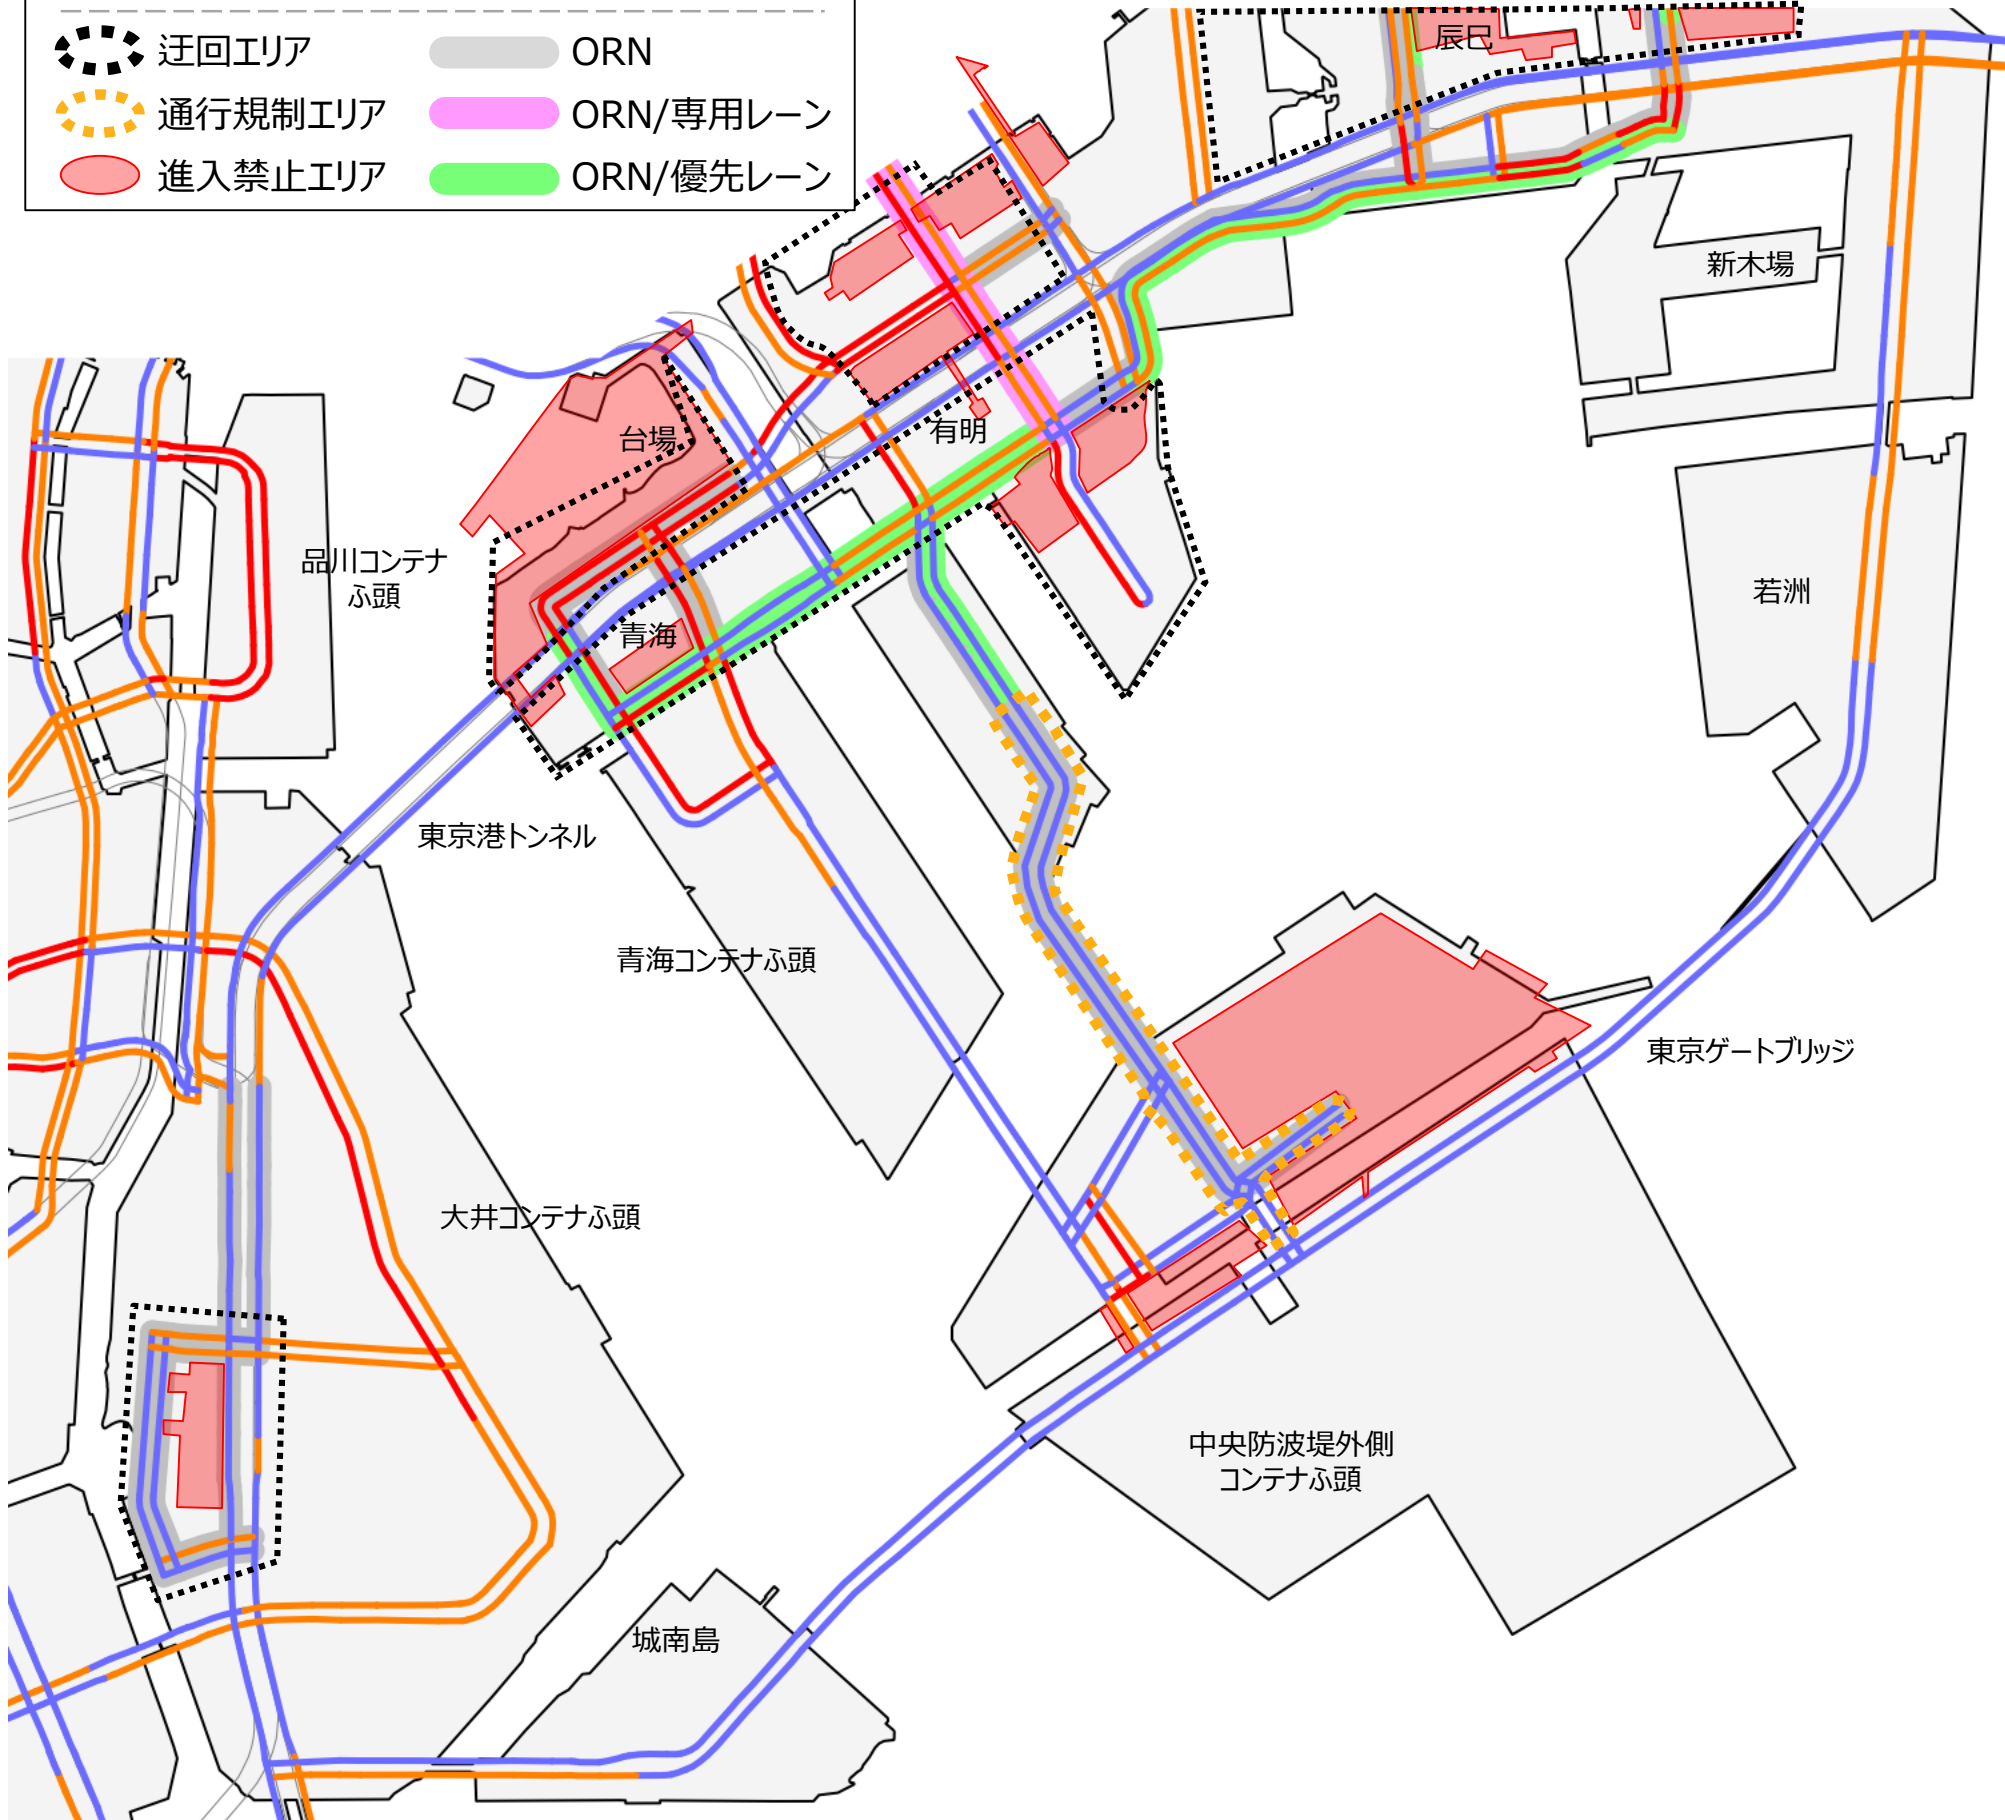 迂回エリア
ORN
通行規制エリア
ORN/専用レーン
進入禁止エリア
ORN/優先レーン
辰巳
新木場
台場
有明
品川コンテナ
ふ頭
若洲
青海
東京港トンネル
青海コンテナふ頭
東京ゲートブリッジ
大井コンテナふ頭
中央防波堤外側
コンテナふ頭
城南島